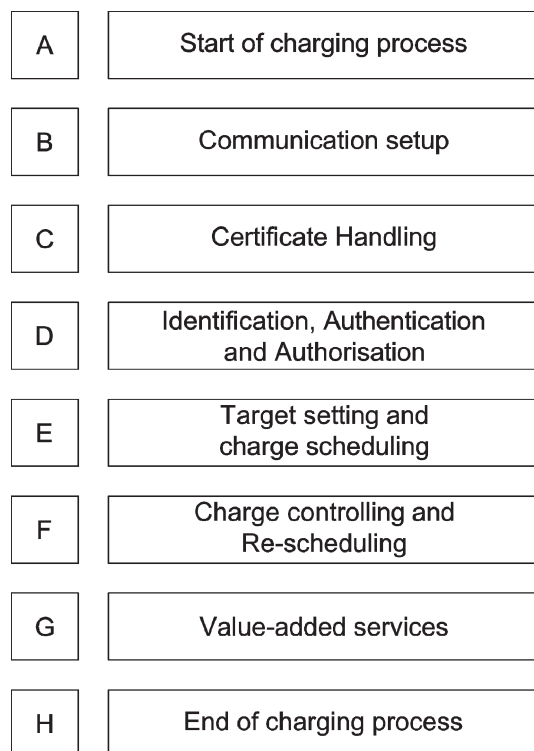 A
Start of charging process
B
Communication setup
C
Certificate Handling
D
Identification, Authentication
and Authorisation
E
Target setting and
charge scheduling
F
Charge controlling and
Re-scheduling
G
Value-added services
H
End of charging process